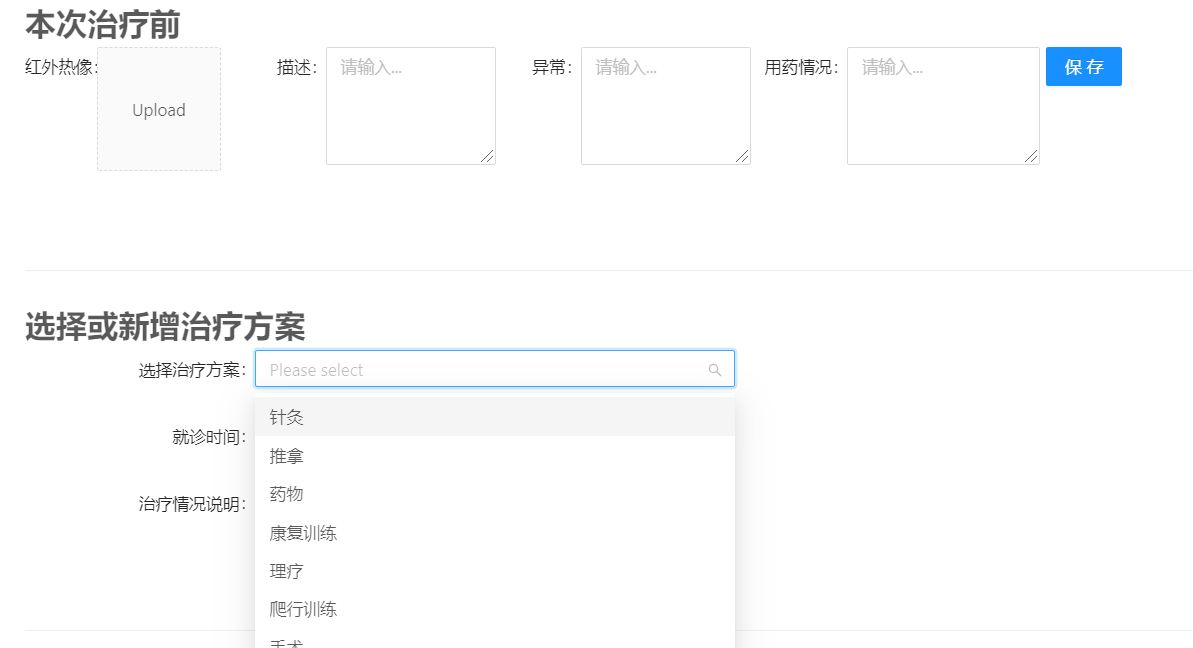 本次治疗前
红外热像: Upload 描述: 请输入... 异常: 请输入... 用药情况: 请输入... 保 存
选择或新增治疗方案
选择治疗方案: Please select
针灸
就诊时间:
推拿
药物
治疗情况说明:
康复训练
理疗
爬行训练
手术